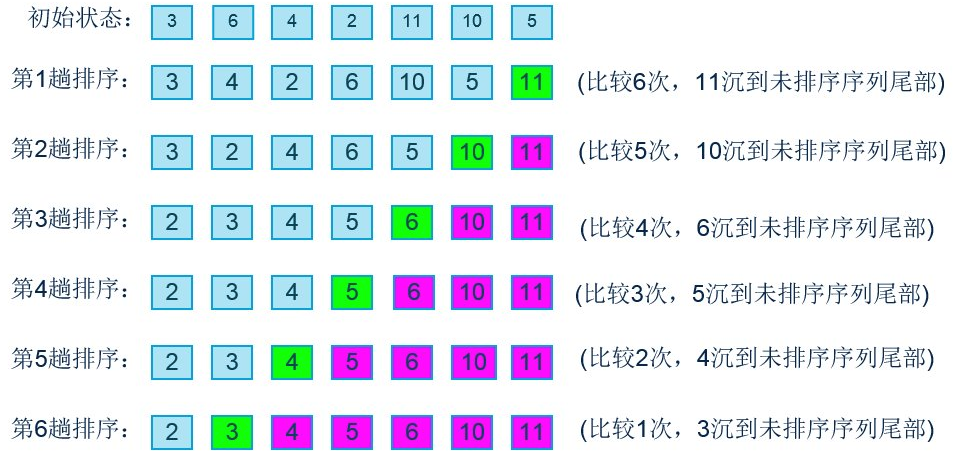 初始状态： 3 6 4 2 11 10 5
第1趟排序： 3 4 2 6 10 5 11 (比较6次，11沉到未排序序列尾部)
第2趟排序： 3 2 4 6 5 10 11 (比较5次，10沉到未排序序列尾部)
第3趟排序： 2 3 4 5 6 10 11 (比较4次，6沉到未排序序列尾部)
第4趟排序： 2 3 4 5 6 10 11 (比较3次，5沉到未排序序列尾部)
第5趟排序： 2 3 4 5 6 10 11 (比较2次，4沉到未排序序列尾部)
第6趟排序： 2 3 4 5 6 10 11 (比较1次，3沉到未排序序列尾部)